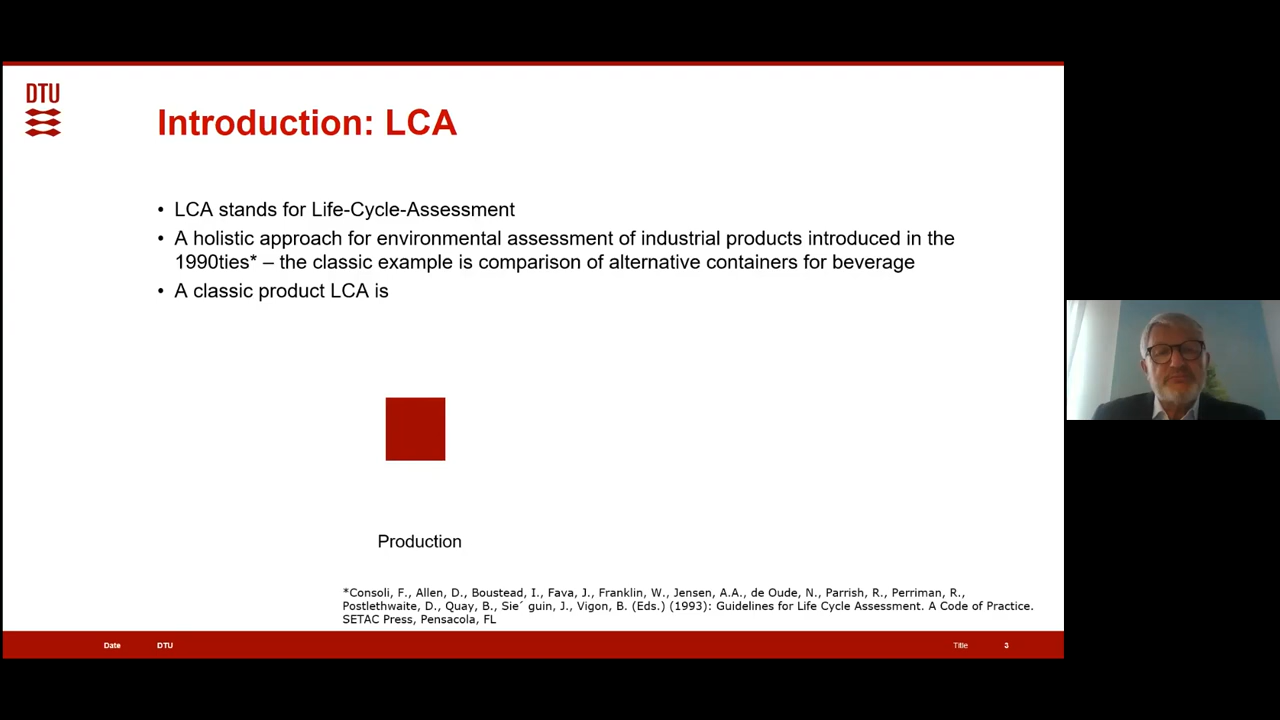 DTU
Introduction: LCA
• LCA stands for Life-Cycle-Assessment
• A holistic approach for environmental assessment of industrial products introduced in the
1990ties* – the classic example is comparison of alternative containers for beverage
• A classic product LCA is
Production
*Consoli, F., Allen, D., Boustead, I., Fava, J., Franklin, W., Jensen, A.A., de Oude, N., Parrish, R., Perriman, R.,
Postlethwaite, D., Quay, B., Sie´ guin, J., Vigon, B. (Eds.) (1993): Guidelines for Life Cycle Assessment. A Code of Practice.
SETAC Press, Pensacola, FL
Date DTU Title 3